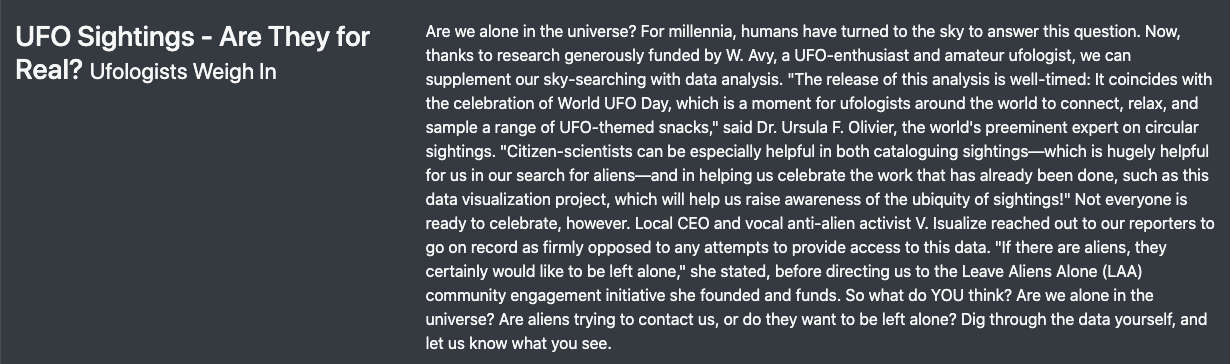 UFO Sightings - Are They for
Real? Ufologists Weigh In
Are we alone in the universe? For millennia, humans have turned to the sky to answer this question. Now,
thanks to research generously funded by W. Avy, a UFO-enthusiast and amateur ufologist, we can
supplement our sky-searching with data analysis. "The release of this analysis is well-timed: It coincides with
the celebration of World UFO Day, which is a moment for ufologists around the world to connect, relax, and
sample a range of UFO-themed snacks," said Dr. Ursula F. Olivier, the world's preeminent expert on circular
sightings. "Citizen-scientists can be especially helpful in both cataloguing sightings—which is hugely helpful
for us in our search for aliens—and in helping us celebrate the work that has already been done, such as this
data visualization project, which will help us raise awareness of the ubiquity of sightings!" Not everyone is
ready to celebrate, however. Local CEO and vocal anti-alien activist V. Isualize reached out to our reporters to
go on record as firmly opposed to any attempts to provide access to this data. "If there are aliens, they
certainly would like to be left alone," she stated, before directing us to the Leave Aliens Alone (LAA)
community engagement initiative she founded and funds. So what do YOU think? Are we alone in the
universe? Are aliens trying to contact us, or do they want to be left alone? Dig through the data yourself, and
let us know what you see.